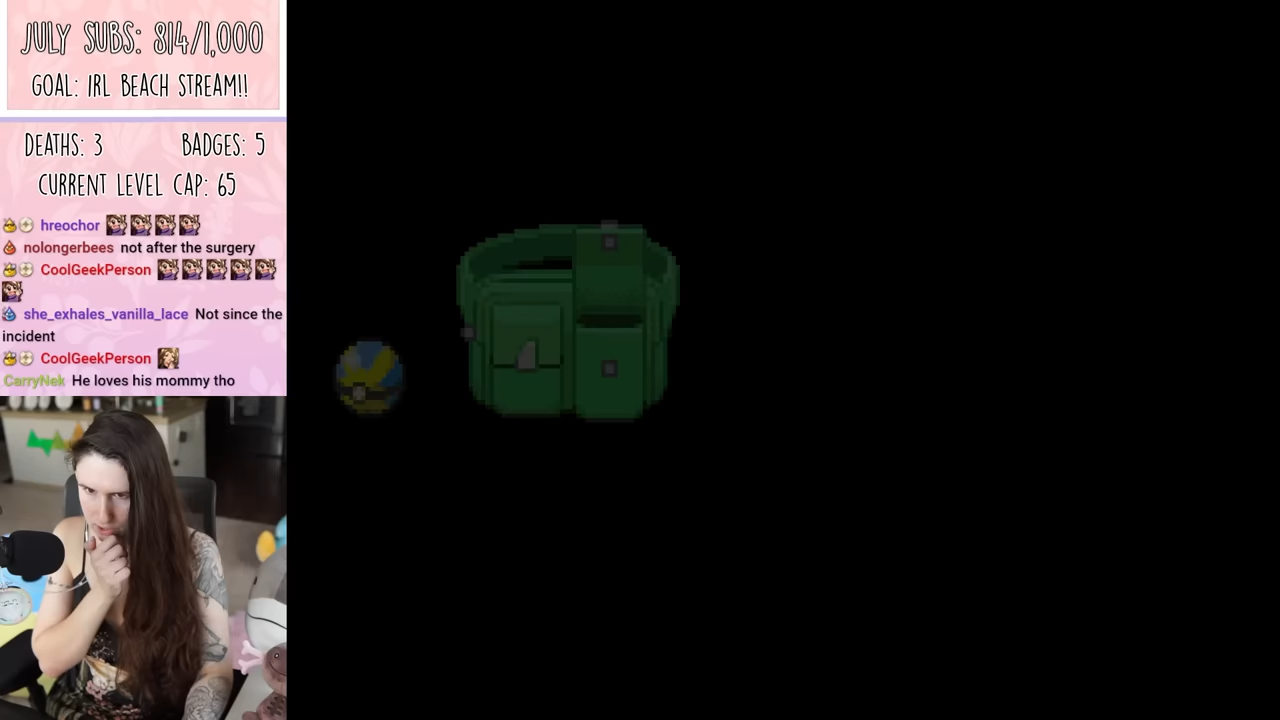 JULY SUBS: 814/1,000
GOAL: IRL BEACH STREAM!!
DEATHS: 3 BADGES: 5
CURRENT LEVEL CAP: 65
hreochor
nolongerbees not after the surgery
CoolGeekPerson
she_exhales_vanilla_lace Not since the
incident
CoolGeekPerson
CarryNek He loves his mommy tho